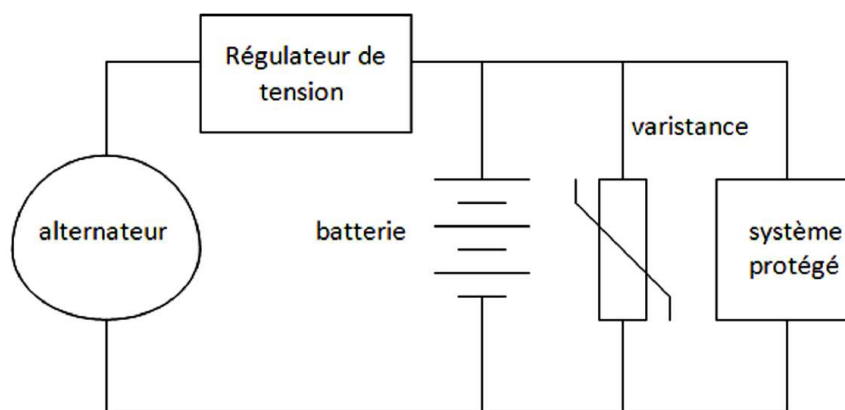 Régulateur de
tension
varistance
alternateur
batterie
système
protégé